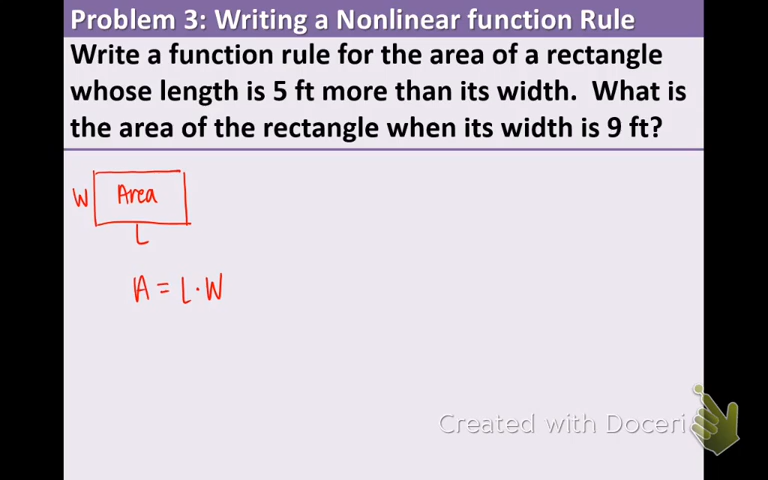 Problem 3: Writing a Nonlinear function Rule
Write a function rule for the area of a rectangle
whose length is 5 ft more than its width. What is
the area of the rectangle when its width is 9 ft?
W Area
L
A = L · W
Created with Doceri